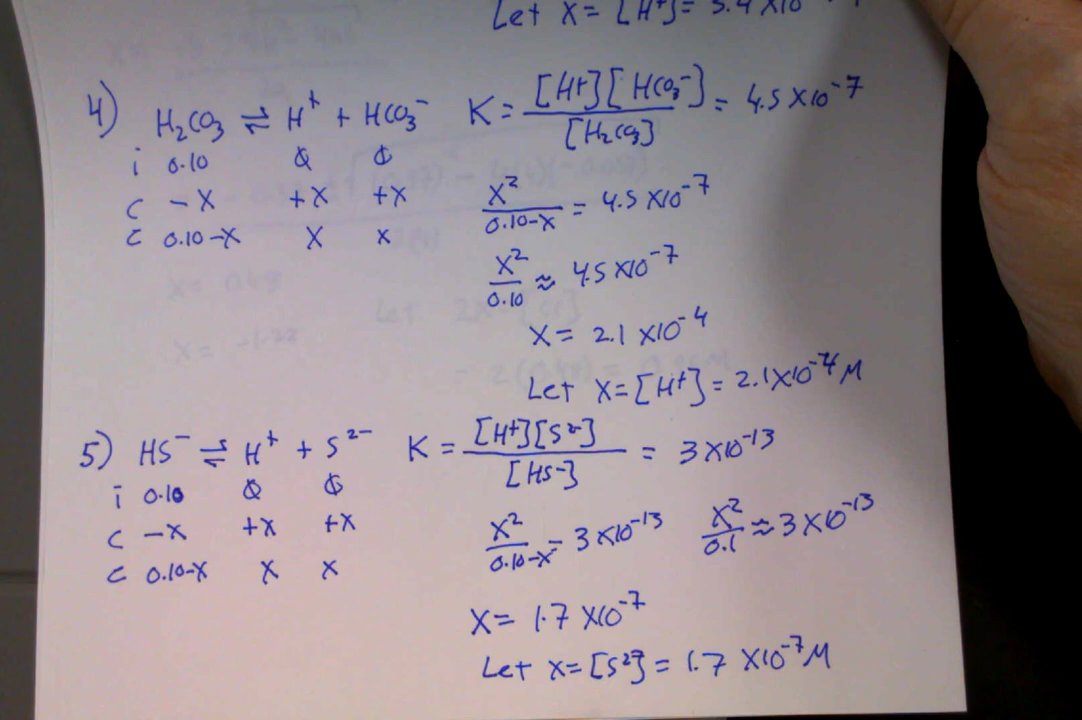 Let X = [H+] = 3.4 X10
4) H₂CO₃ ⇌ H⁺ + HCO₃⁻ K = [H+][HCO₃⁻] / [H₂CO₃] = 4.5 X10⁻⁷
i 0.10 0 0
C -X +X +X
E 0.10-X X X
X² / 0.10-X = 4.5 X10⁻⁷
X² / 0.10 ≈ 4.5 X10⁻⁷
X = 2.1 X10⁻⁴
Let X = [H+] = 2.1X10⁻⁴ M
5) HS⁻ ⇌ H⁺ + S²⁻ K = [H+][S²⁻] / [HS⁻] = 3 X10⁻¹³
i 0.10 0 0
C -X +X +X
E 0.10-X X X
X² / 0.10-X = 3 X10⁻¹³ X² / 0.1 ≈ 3 X10⁻¹³
X = 1.7 X10⁻⁷
Let X = [S²⁻] = 1.7 X10⁻⁷ M